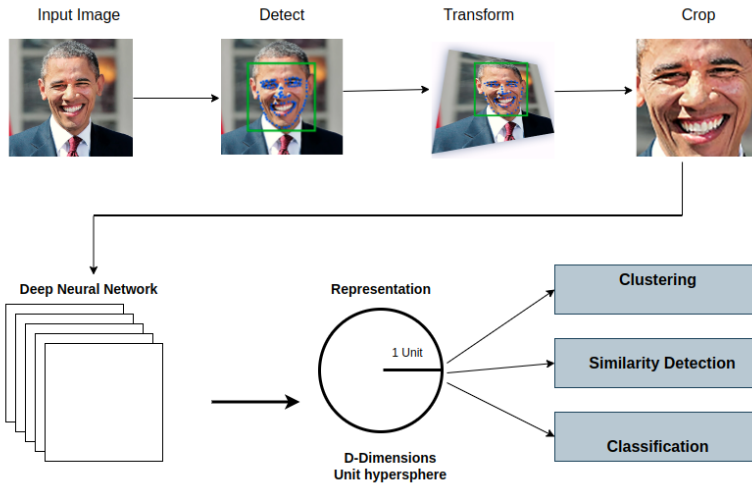 Input Image
Detect
Transform
Crop
Deep Neural Network
Representation
1 Unit
D-Dimensions
Unit hypersphere
Clustering
Similarity Detection
Classification